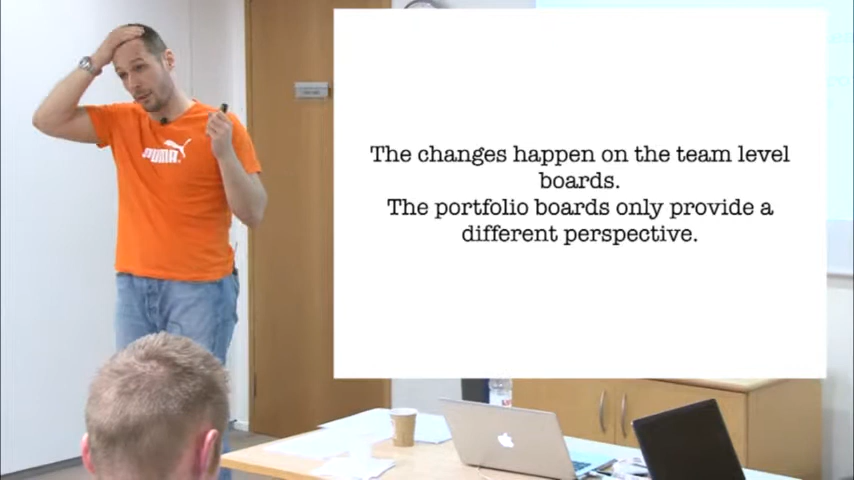 The changes happen on the team level
boards.
The portfolio boards only provide a
different perspective.
PUMA